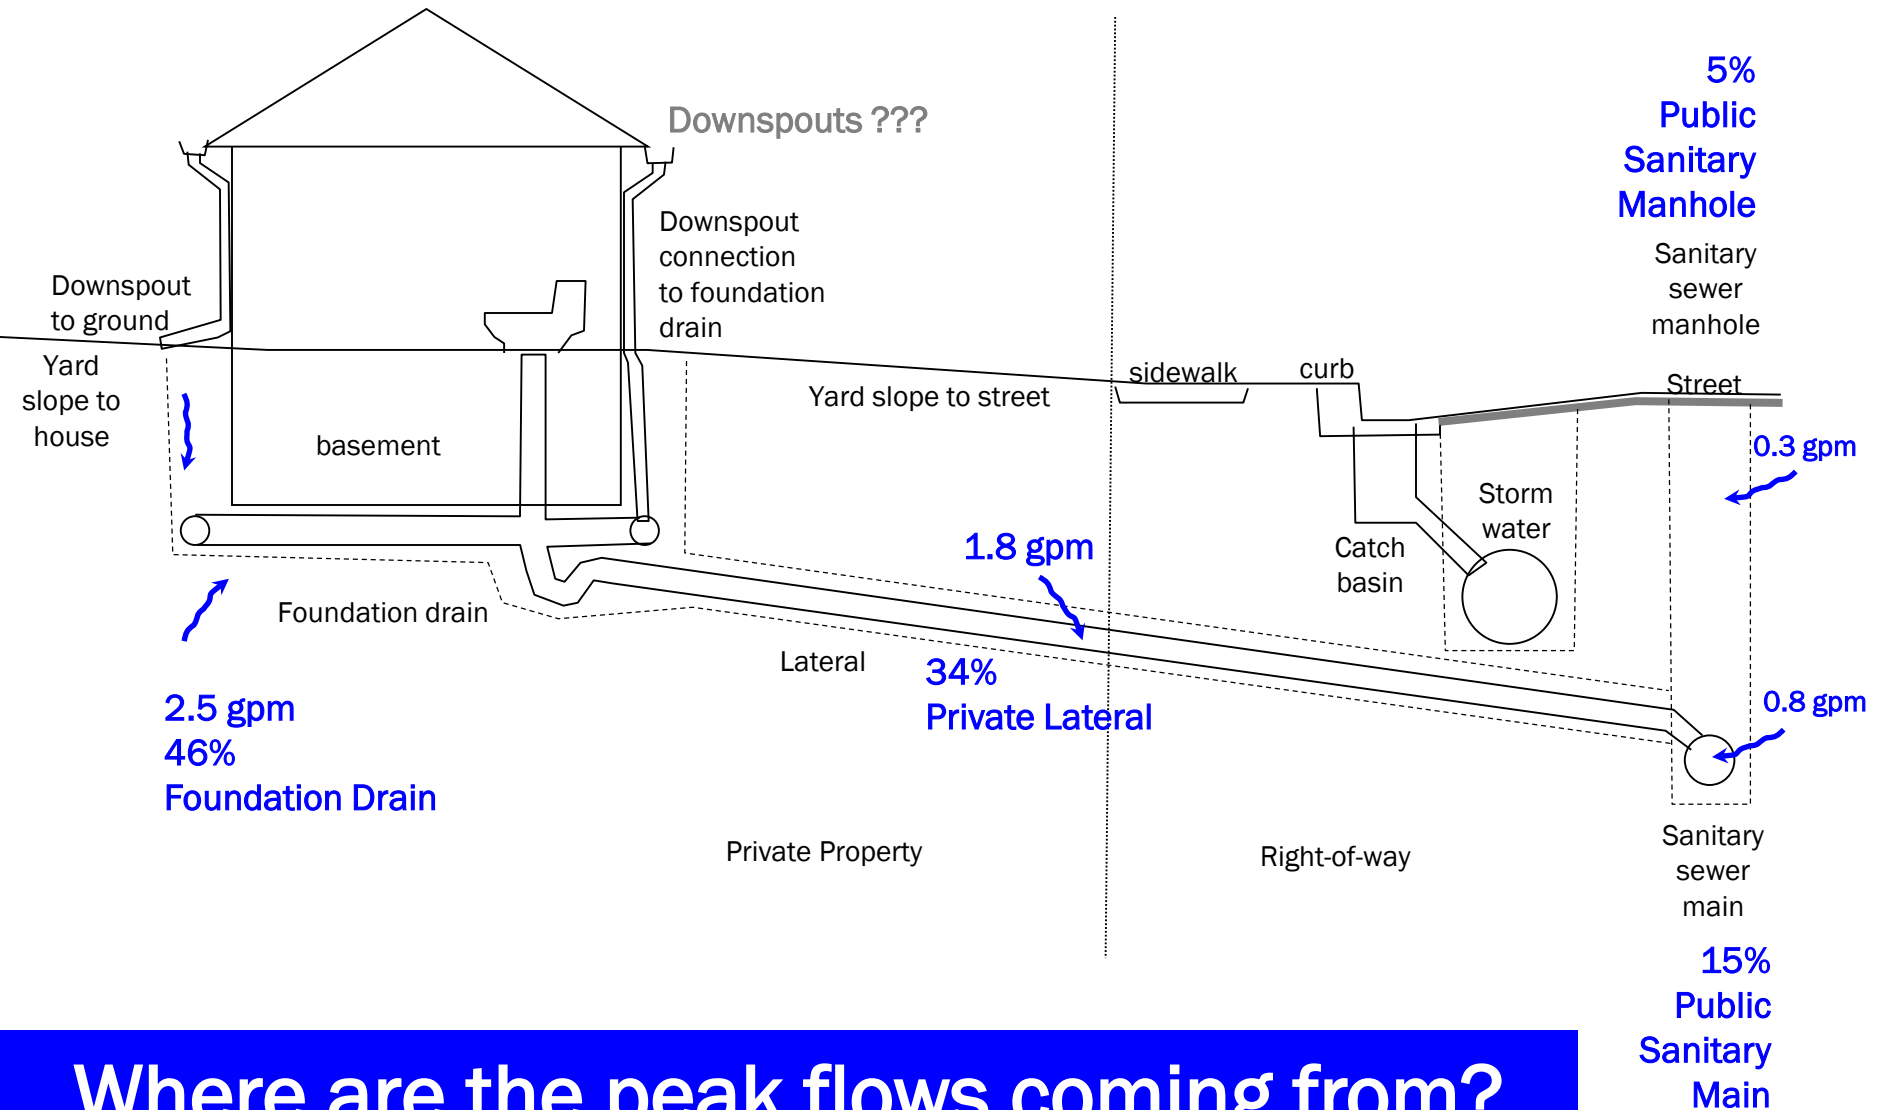 Downspouts ???
5%
Public
Sanitary
Manhole
Downspout
connection
to foundation
drain
Sanitary
sewer
manhole
Downspout
to ground
Yard
slope to
house
basement
Yard slope to street
sidewalk
curb
Street
0.3 gpm
Storm
water
Catch
basin
1.8 gpm
Foundation drain
Lateral
34%
Private Lateral
2.5 gpm
46%
Foundation Drain
0.8 gpm
Private Property
Right-of-way
Sanitary
sewer
main
15%
Public
Sanitary
Main
Where are the peak flows coming from?